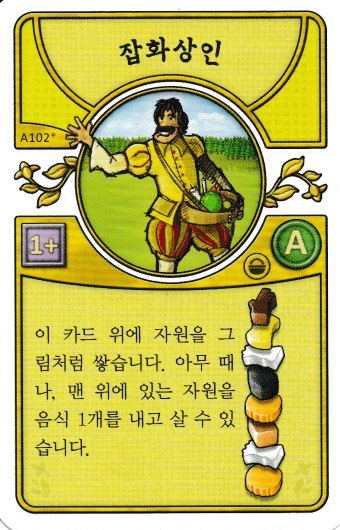 잡화상인
A102*
1+
A
이 카드 위에 자원을 그
림처럼 쌓습니다. 아무 때
나, 맨 위에 있는 자원을
음식 1개를 내고 살 수 있
습니다.